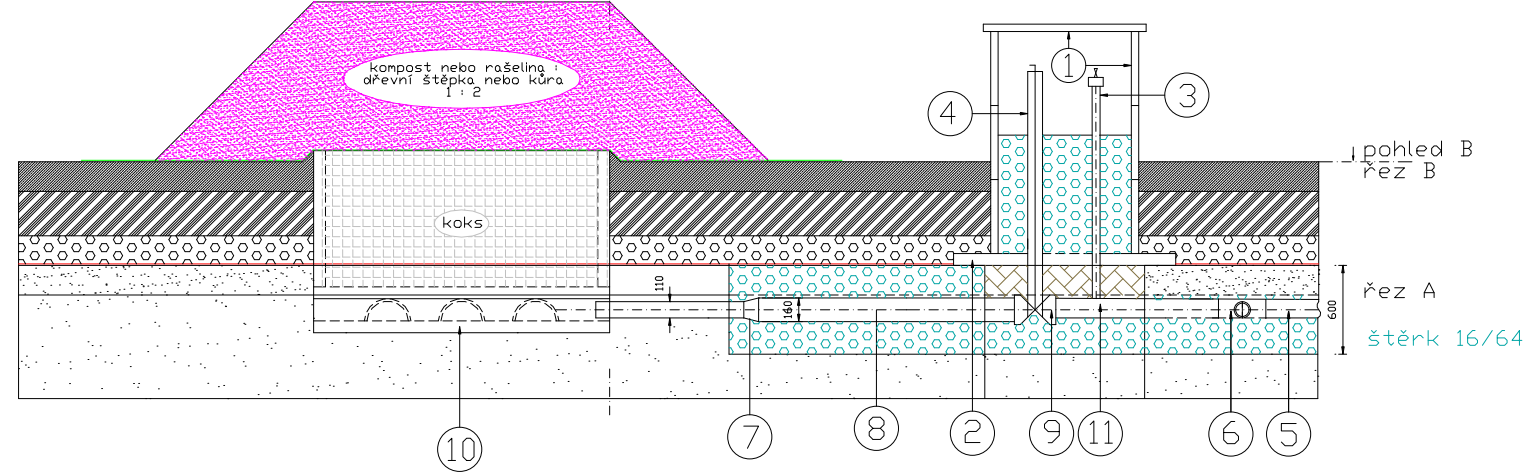 kompost nebo rašelina :
dřevní štěpka nebo kůra
1 : 2
1
4
3
pohled B
řez B
koks
110
160
600
řez A
štěrk 16/64
10
7
8
2
9
11
6
5